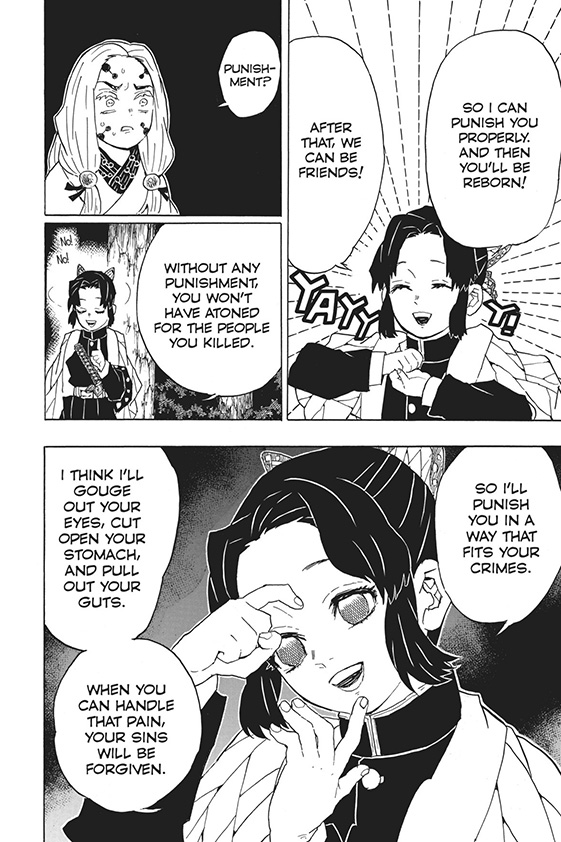 SO I CAN
PUNISH YOU
PROPERLY.
AND THEN
YOU'LL BE
REBORN!
AFTER
THAT, WE
CAN BE
FRIENDS!
YAYYY!
PUNISH-
MENT?
WITHOUT ANY
PUNISHMENT,
YOU WON'T
HAVE ATONED
FOR THE PEOPLE
YOU KILLED.
No!
No!
SO I'LL
PUNISH
YOU IN A
WAY THAT
FITS YOUR
CRIMES.
I THINK I'LL
GOUGE
OUT YOUR
EYES, CUT
OPEN YOUR
STOMACH,
AND PULL
OUT YOUR
GUTS.
WHEN YOU
CAN HANDLE
THAT PAIN,
YOUR SINS
WILL BE
FORGIVEN.